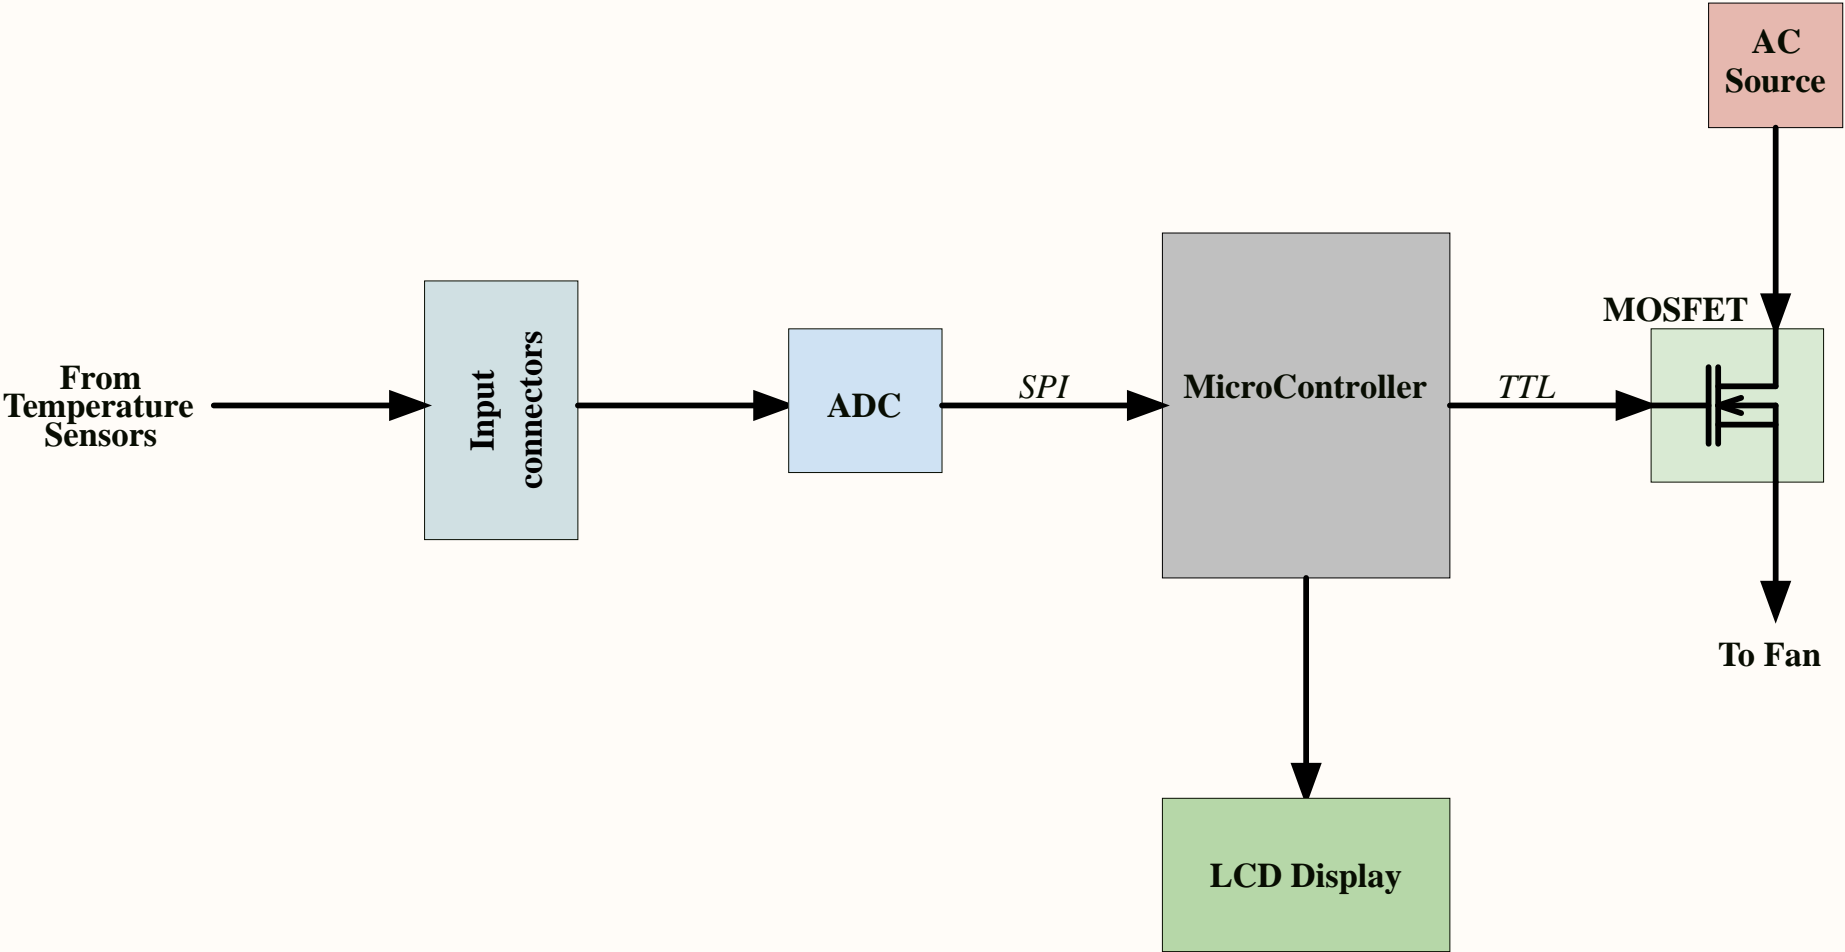 AC
Source
MOSFET
From
Temperature
Sensors
Input
connectors
ADC
SPI
MicroController
TTL
To Fan
LCD Display